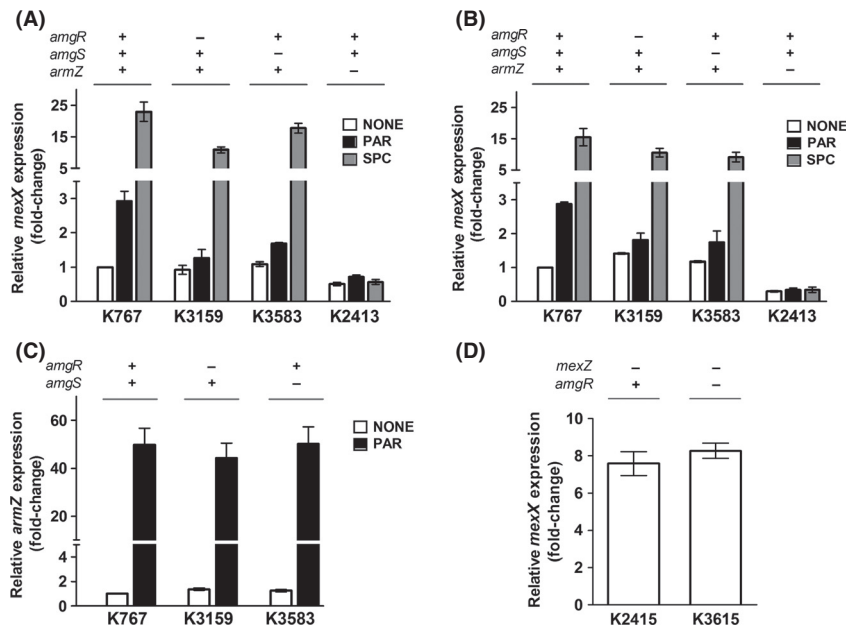 (A)
amgR + – + +
amgS + + – +
armZ + + + –
Relative mexX expression
(fold-change)
25
15
5
3
2
1
0
NONE
PAR
SPC
K767 K3159 K3583 K2413
(B)
amgR + – + +
amgS + + – +
armZ + + + –
Relative mexX expression
(fold-change)
25
15
5
3
2
1
0
NONE
PAR
SPC
K767 K3159 K3583 K2413
(C)
amgR + – +
amgS + + –
Relative armZ expression
(fold-change)
60
40
20
4
2
0
NONE
PAR
K767 K3159 K3583
(D)
mexZ – –
amgR + –
Relative mexX expression
(fold-change)
10
8
6
4
2
0
K2415 K3615